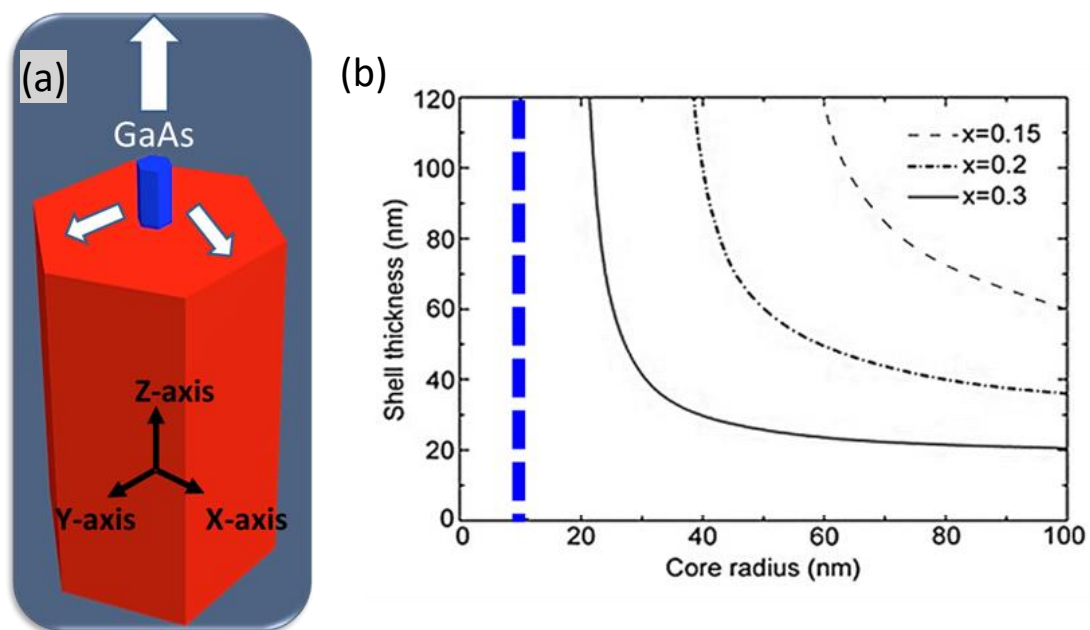 (a)
GaAs
Z-axis
Y-axis
X-axis
(b)
120
100
80
60
40
20
0
Shell thickness (nm)
x=0.15
x=0.2
x=0.3
0 20 40 60 80 100
Core radius (nm)